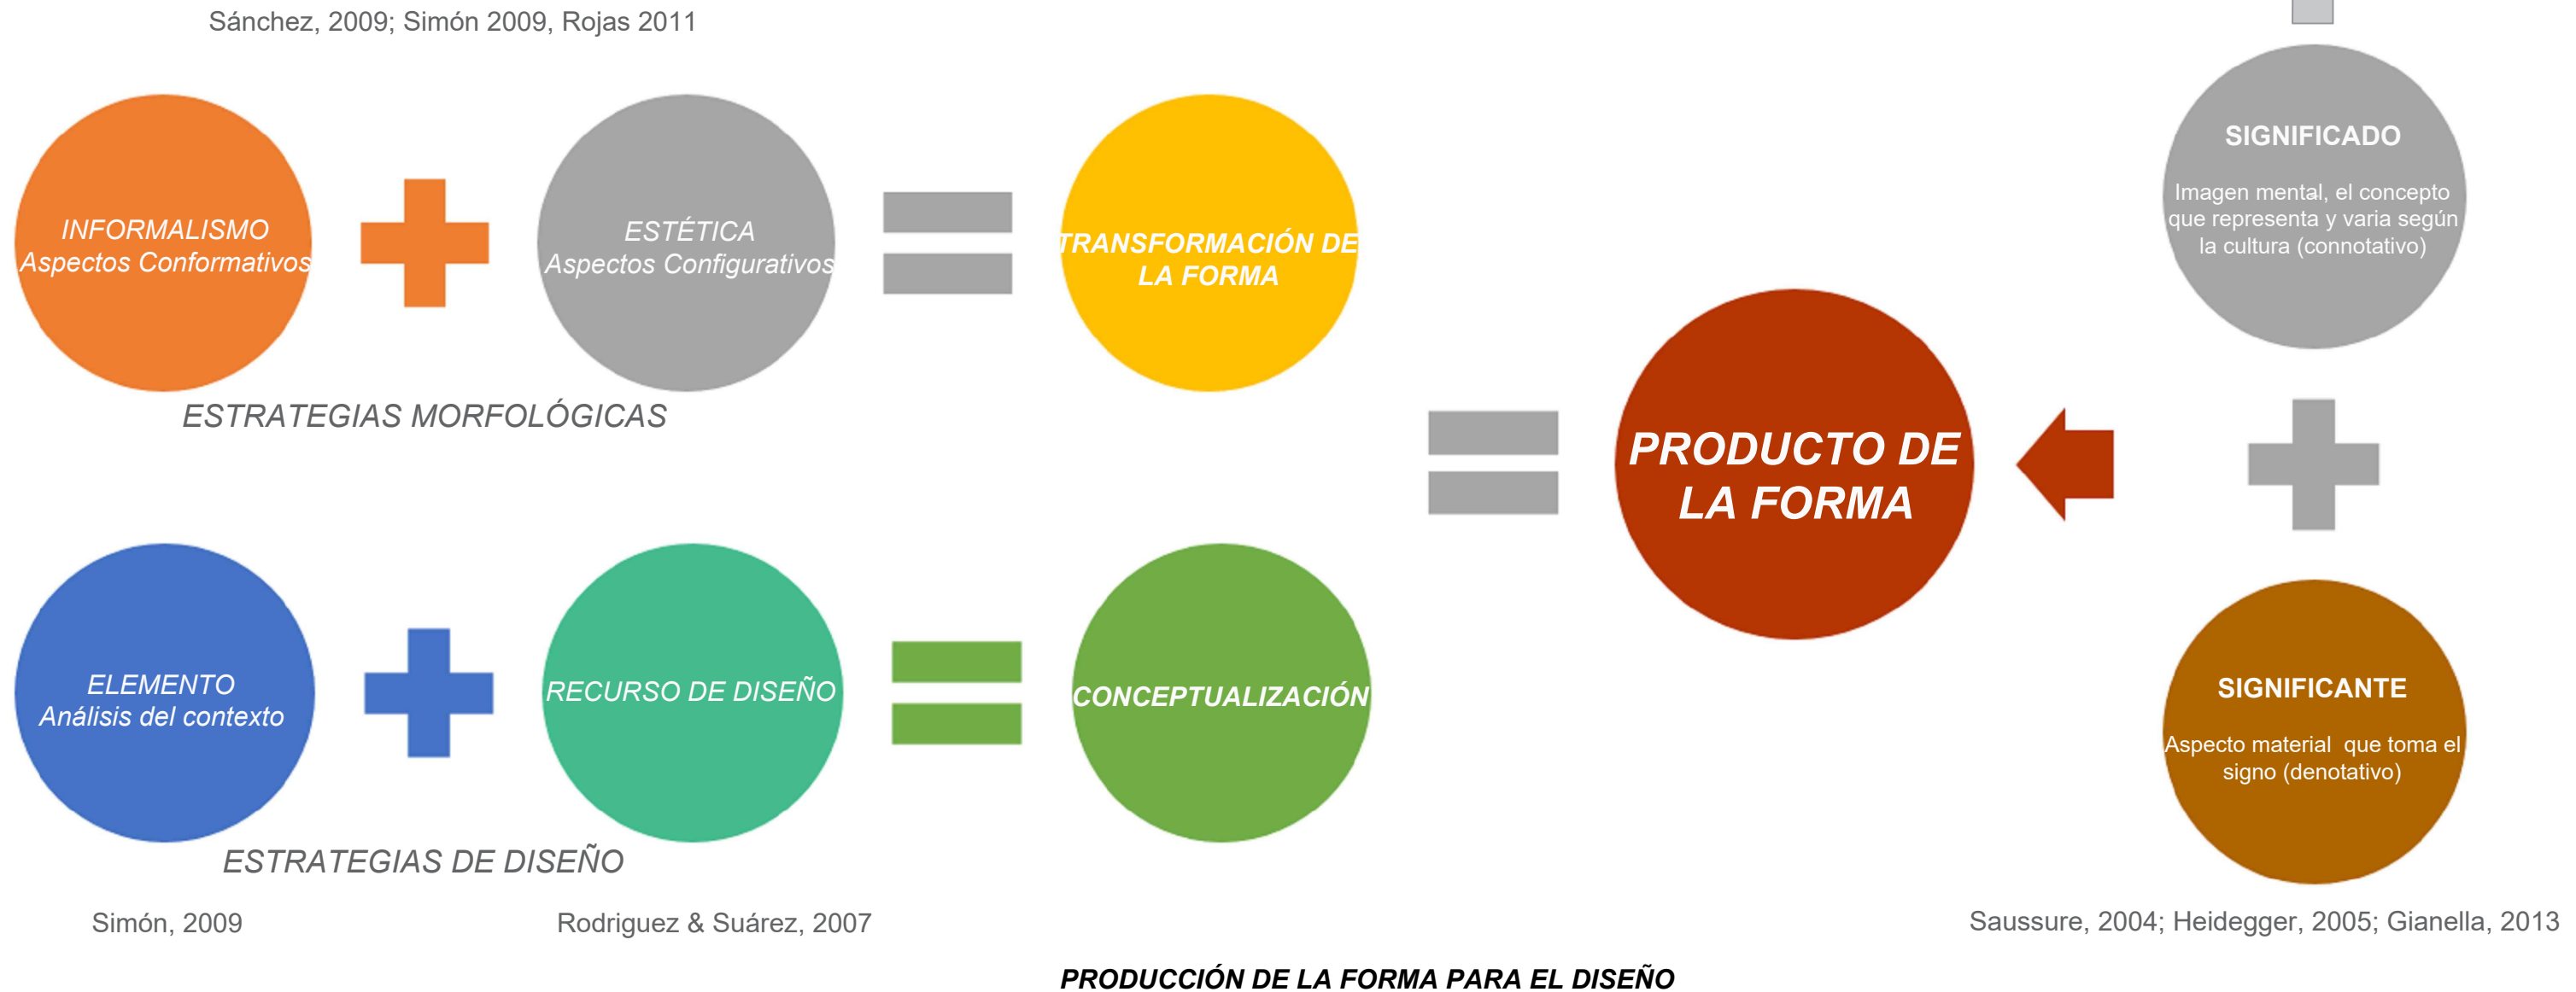 Sánchez, 2009; Simón 2009, Rojas 2011
INFORMALISMO
Aspectos Conformativos
ESTÉTICA
Aspectos Configurativos
TRANSFORMACIÓN DE
LA FORMA
ESTRATEGIAS MORFOLÓGICAS
ELEMENTO
Análisis del contexto
RECURSO DE DISEÑO
CONCEPTUALIZACIÓN
ESTRATEGIAS DE DISEÑO
Simón, 2009
Rodriguez & Suárez, 2007
PRODUCTO DE
LA FORMA
SIGNIFICADO
Imagen mental, el concepto
que representa y varia según
la cultura (connotativo)
SIGNIFICANTE
Aspecto material que toma el
signo (denotativo)
Saussure, 2004; Heidegger, 2005; Gianella, 2013
PRODUCCIÓN DE LA FORMA PARA EL DISEÑO